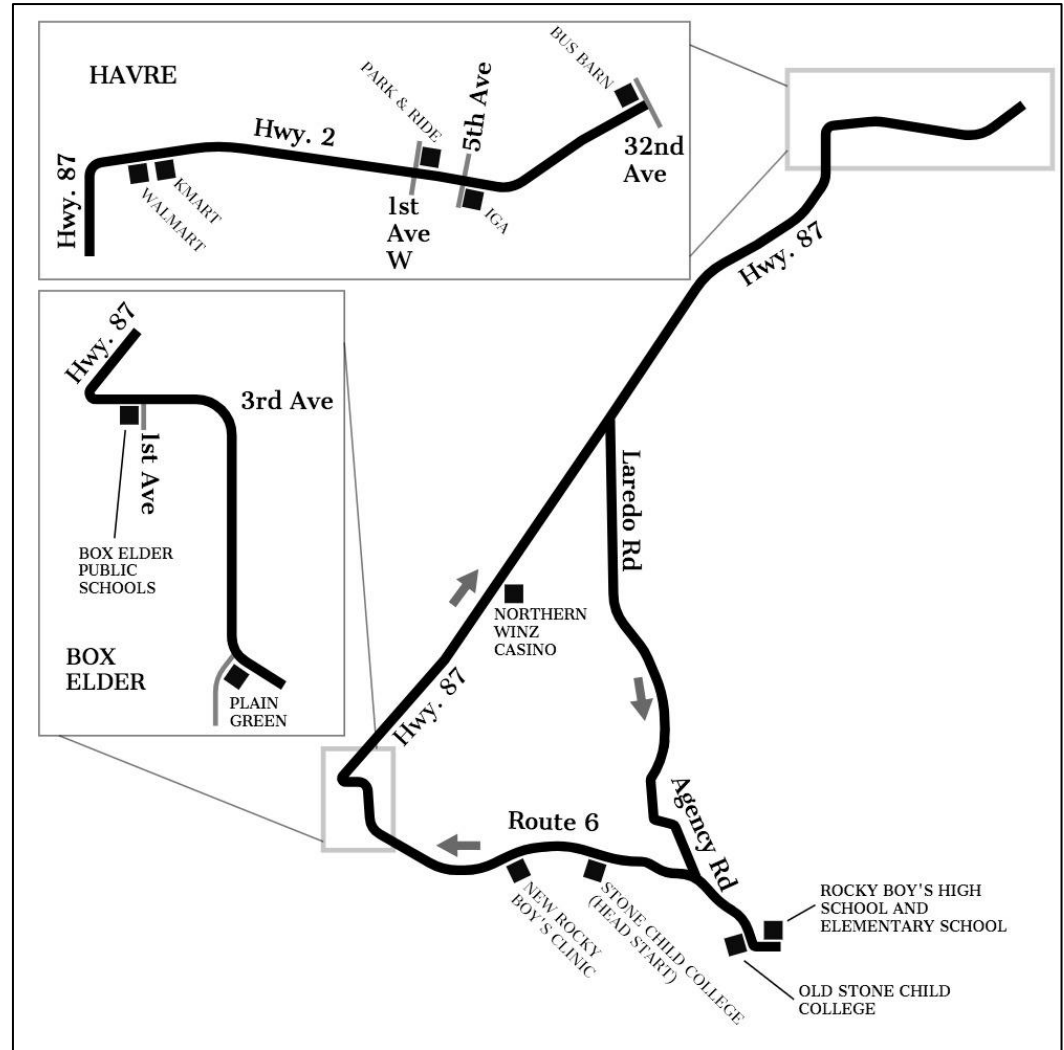 HAVRE
Hwy. 87
Hwy. 2
WALMART
KMART
PARK & RIDE
1st
Ave
W
5th Ave
IGA
BUS BARN
32nd
Ave
Hwy. 87
Hwy. 87
3rd Ave
1st Ave
BOX ELDER
PUBLIC
SCHOOLS
BOX
ELDER
PLAIN
GREEN
Laredo Rd
NORTHERN
WINZ
CASINO
Hwy. 87
Agency Rd
Route 6
NEW ROCKY
BOY'S CLINIC
STONE CHILD COLLEGE
(HEAD START)
ROCKY BOY'S HIGH
SCHOOL AND
ELEMENTARY SCHOOL
OLD STONE CHILD
COLLEGE